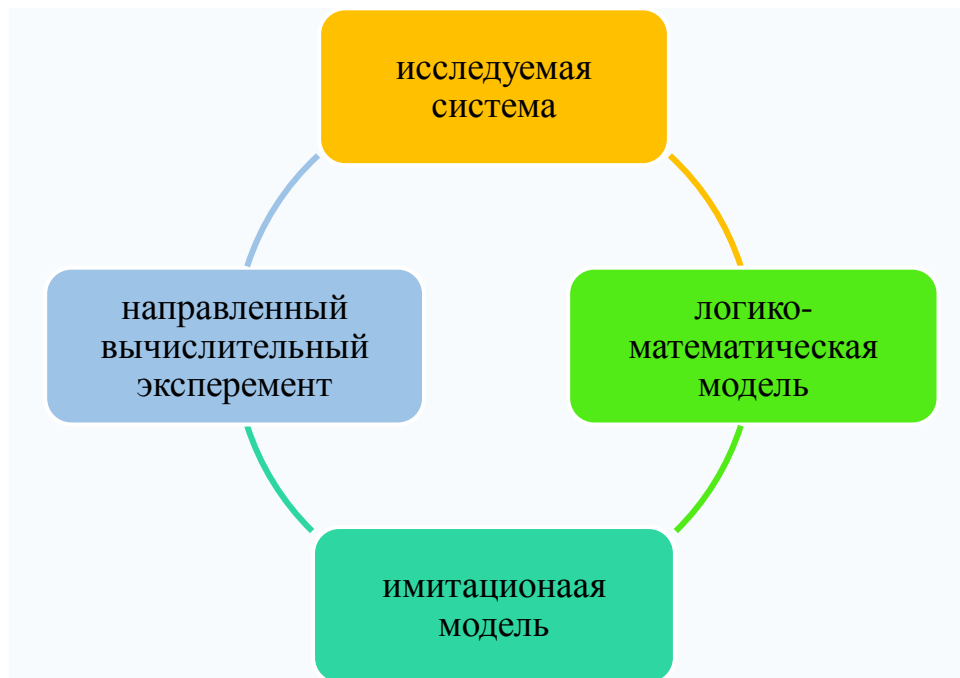 исследуемая
система
направленный
вычислительный
эксперемент
логико-
математическая
модель
имитационаая
модель